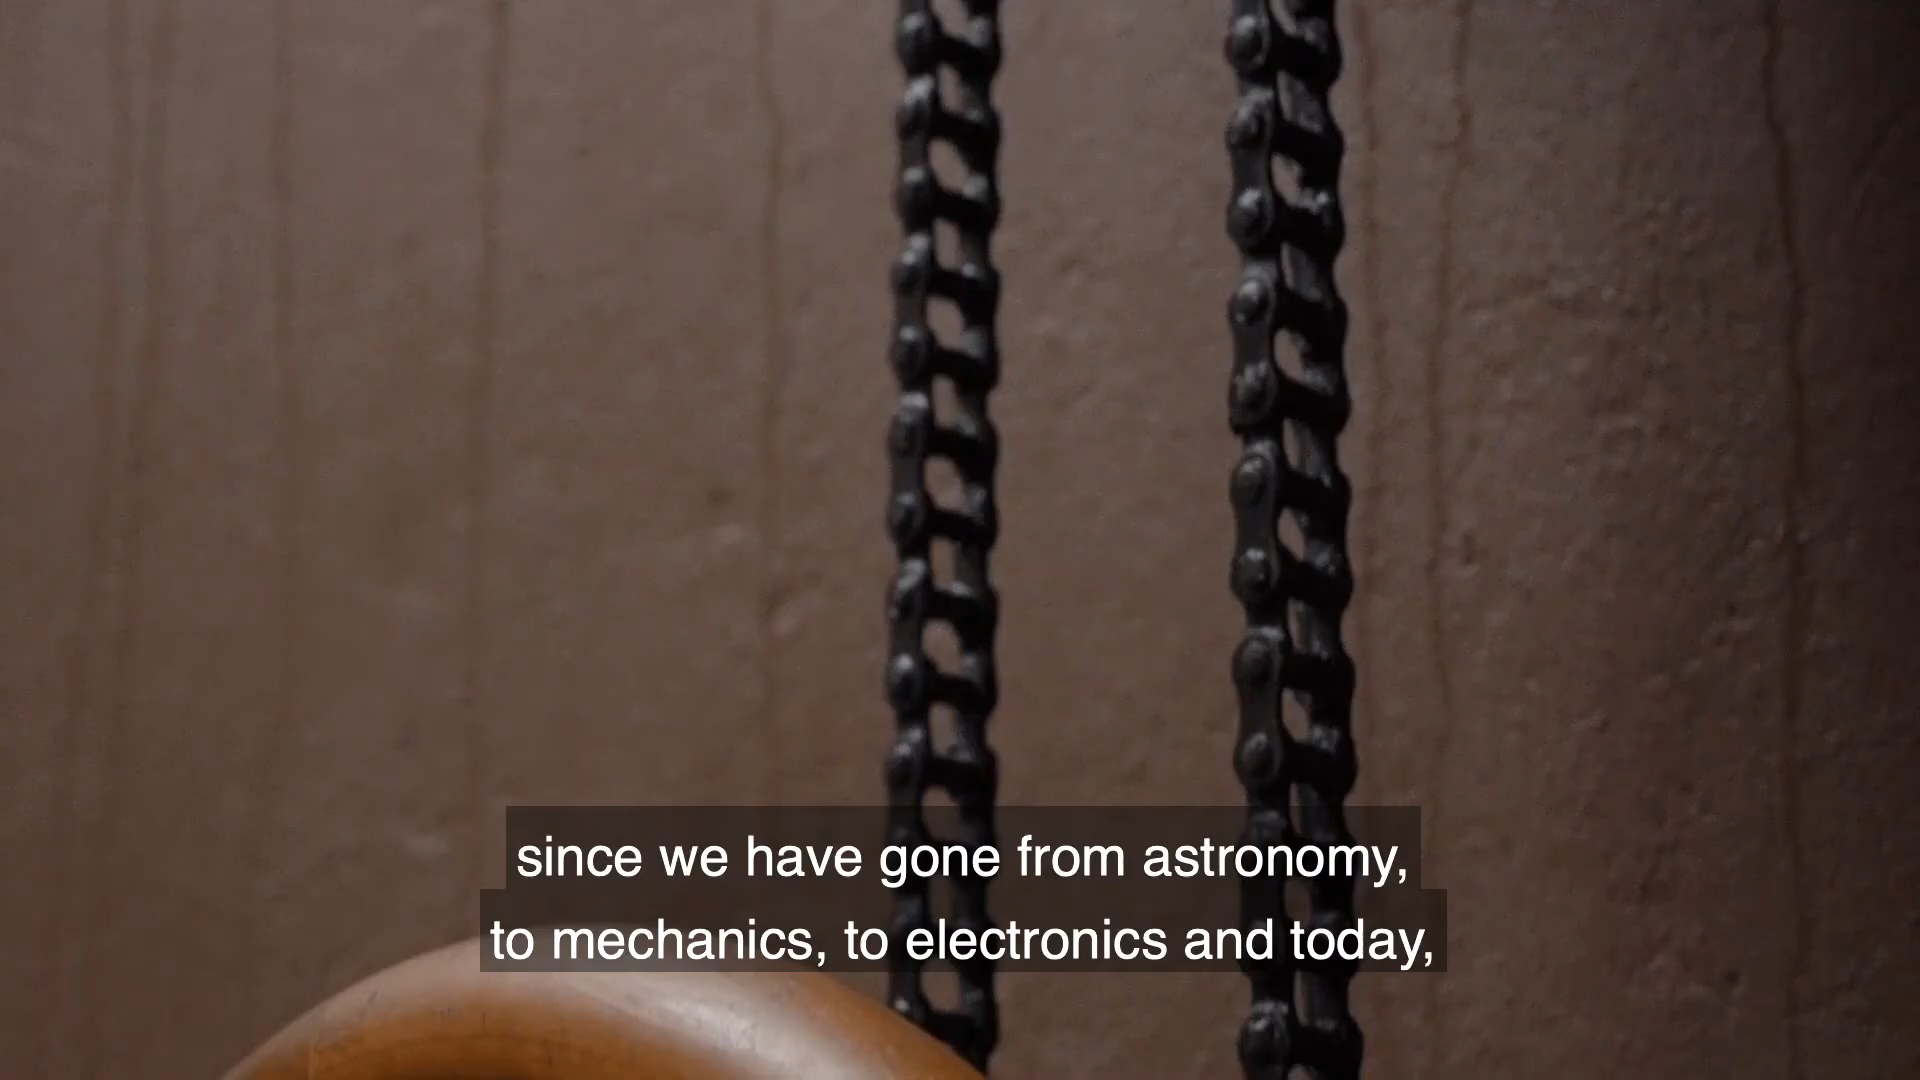 since we have gone from astronomy,
to mechanics, to electronics and today,